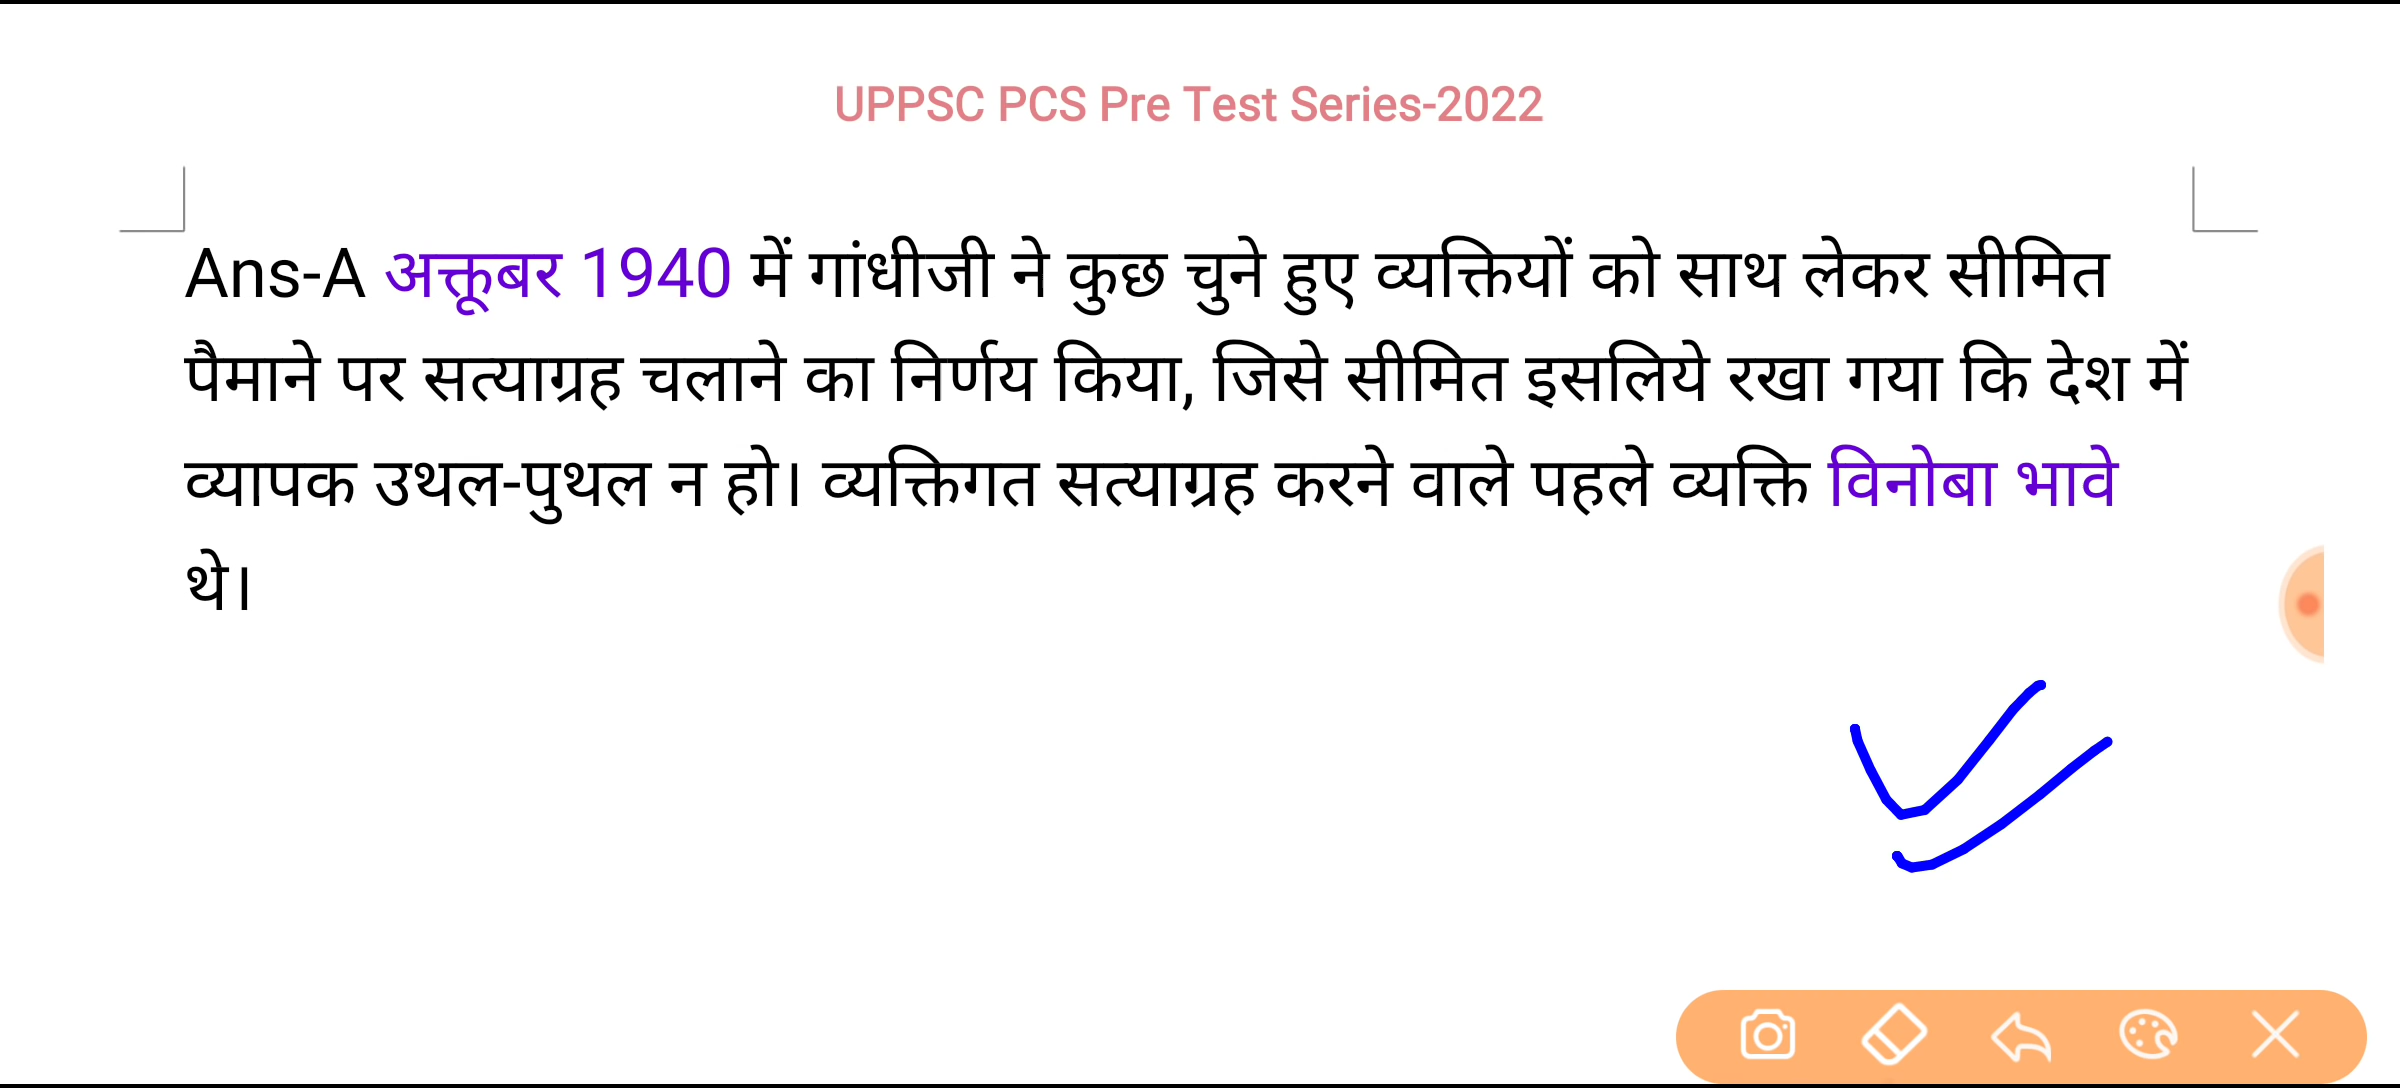 UPPSC PCS Pre Test Series-2022
Ans-A अक्तूबर 1940 में गांधीजी ने कुछ चुने हुए व्यक्तियों को साथ लेकर सीमित
पैमाने पर सत्याग्रह चलाने का निर्णय किया, जिसे सीमित इसलिये रखा गया कि देश में
व्यापक उथल-पुथल न हो। व्यक्तिगत सत्याग्रह करने वाले पहले व्यक्ति विनोबा भावे
थे।